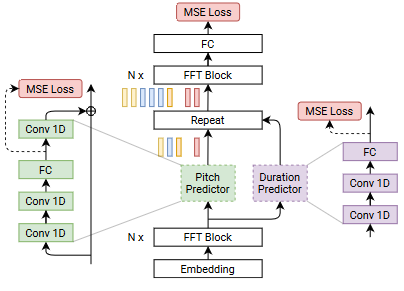 MSE Loss
FC
N x
FFT Block
Repeat
Pitch
Predictor
Duration
Predictor
N x
FFT Block
Embedding
MSE Loss
Conv 1D
FC
Conv 1D
Conv 1D
MSE Loss
FC
Conv 1D
Conv 1D